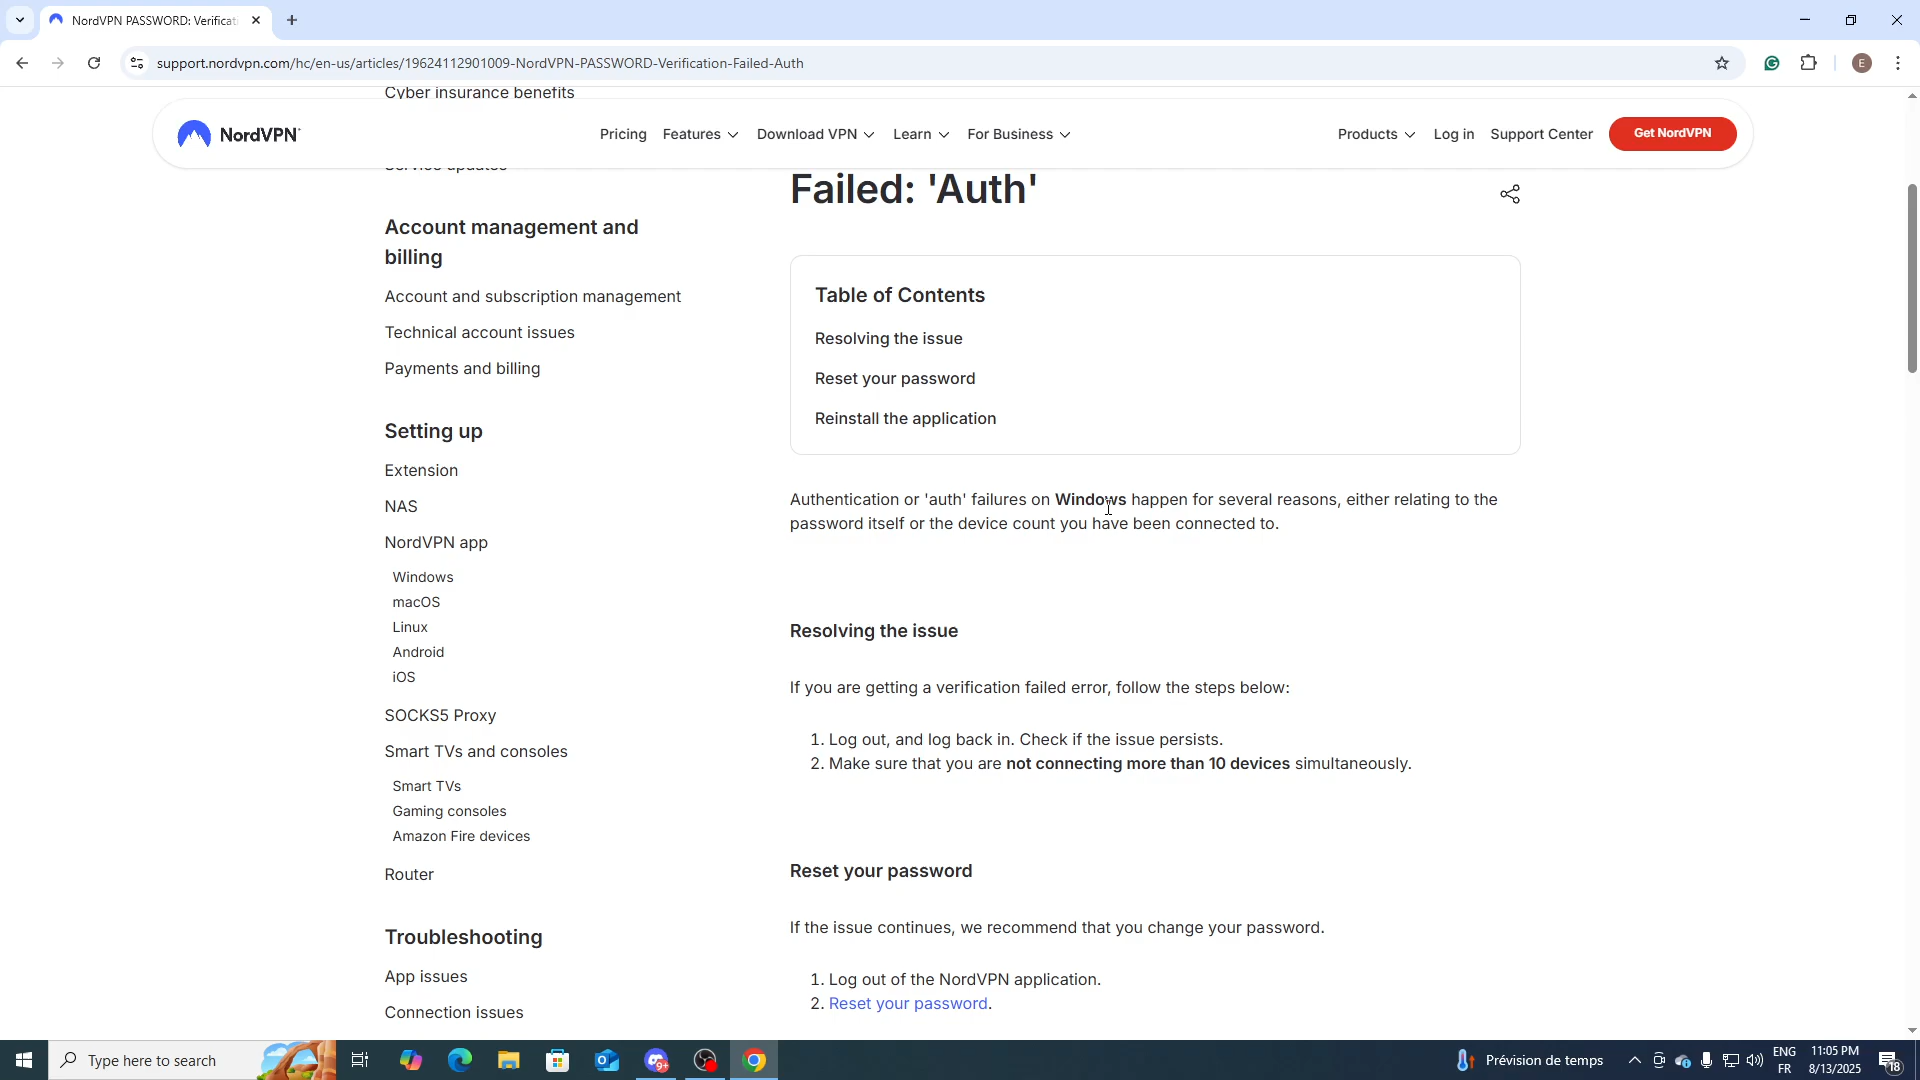 NordVPN PASSWORD: Verificat
support.nordvpn.com/hc/en-us/articles/19624112901009-NordVPN-PASSWORD-Verification-Failed-Auth
E
Cyber insurance benefits
NordVPN
Pricing
Features
Download VPN
Learn
For Business
Products
Log in
Support Center
Get NordVPN
Service updates
Account management and
billing
Account and subscription management
Technical account issues
Payments and billing
Setting up
Extension
NAS
NordVPN app
Windows
macOS
Linux
Android
iOS
SOCKS5 Proxy
Smart TVs and consoles
Smart TVs
Gaming consoles
Amazon Fire devices
Router
Troubleshooting
App issues
Connection issues
Failed: 'Auth'
Table of Contents
Resolving the issue
Reset your password
Reinstall the application
Authentication or 'auth' failures on Windows happen for several reasons, either relating to the
password itself or the device count you have been connected to.
Resolving the issue
If you are getting a verification failed error, follow the steps below:
1. Log out, and log back in. Check if the issue persists.
2. Make sure that you are not connecting more than 10 devices simultaneously.
Reset your password
If the issue continues, we recommend that you change your password.
1. Log out of the NordVPN application.
2. Reset your password.
Type here to search
9+
Prévision de temps
ENG
FR
11:05 PM
8/13/2025
18